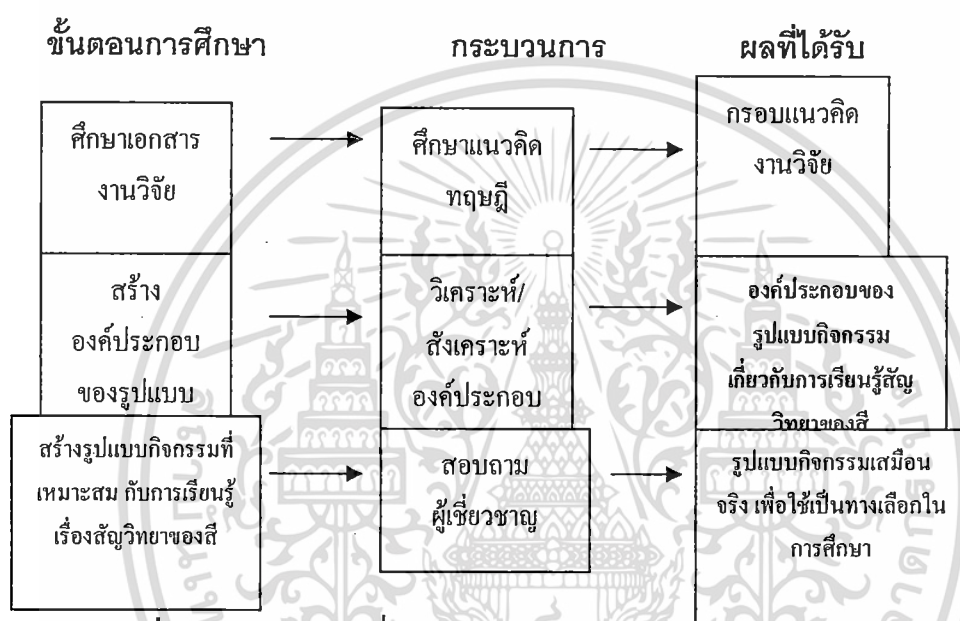 ขั้นตอนการศึกษา
กระบวนการ
ผลที่ได้รับ
ศึกษาเอกสาร
งานวิจัย
ศึกษาแนวคิด
ทฤษฎี
กรอบแนวคิด
งานวิจัย
สร้าง
องค์ประกอบ
ของรูปแบบ
วิเคราะห์/
สังเคราะห์
องค์ประกอบ
องค์ประกอบของ
รูปแบบกิจกรรม
เกี่ยวกับการเรียนรู้สัญ
วิทยาของสี
สร้างรูปแบบกิจกรรมที่
เหมาะสม กับการเรียนรู้
เรื่องสัญวิทยาของสี
สอบถาม
ผู้เชี่ยวชาญ
รูปแบบกิจกรรมเสมือน
จริง เพื่อใช้เป็นทางเลือกใน
การศึกษา